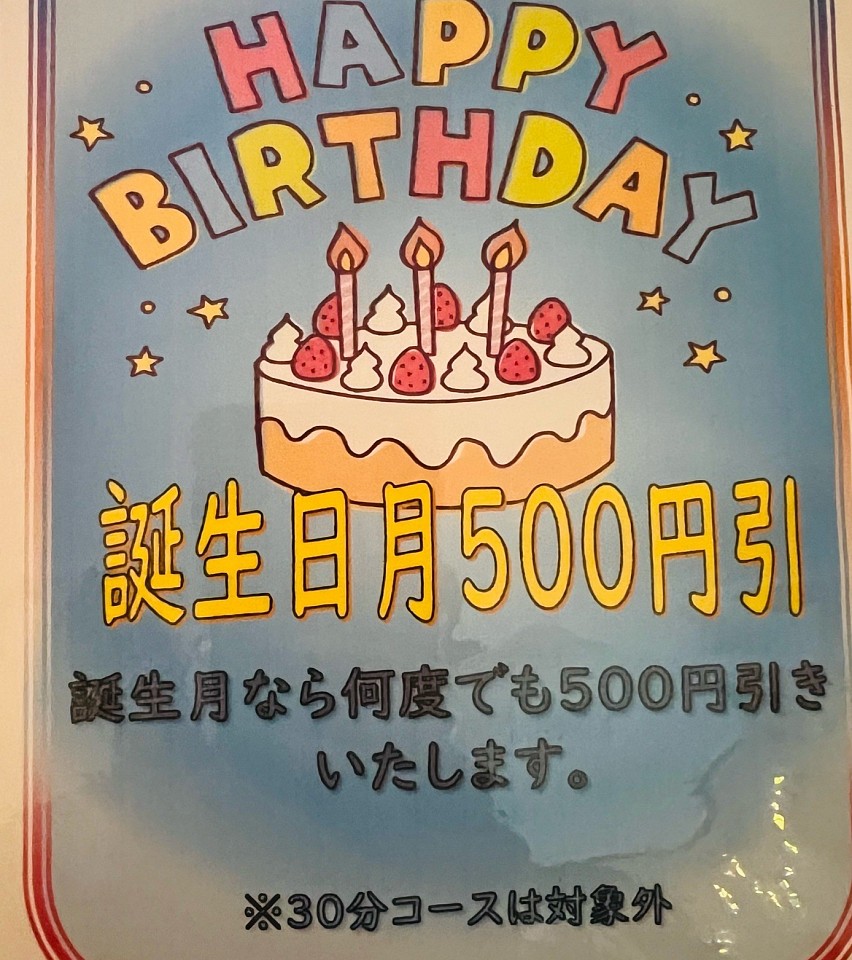 HAPPY
BIRTHDAY
誕生日月500円引
誕生月なら何度でも500円引き
いたします。
※30分コースは対象外